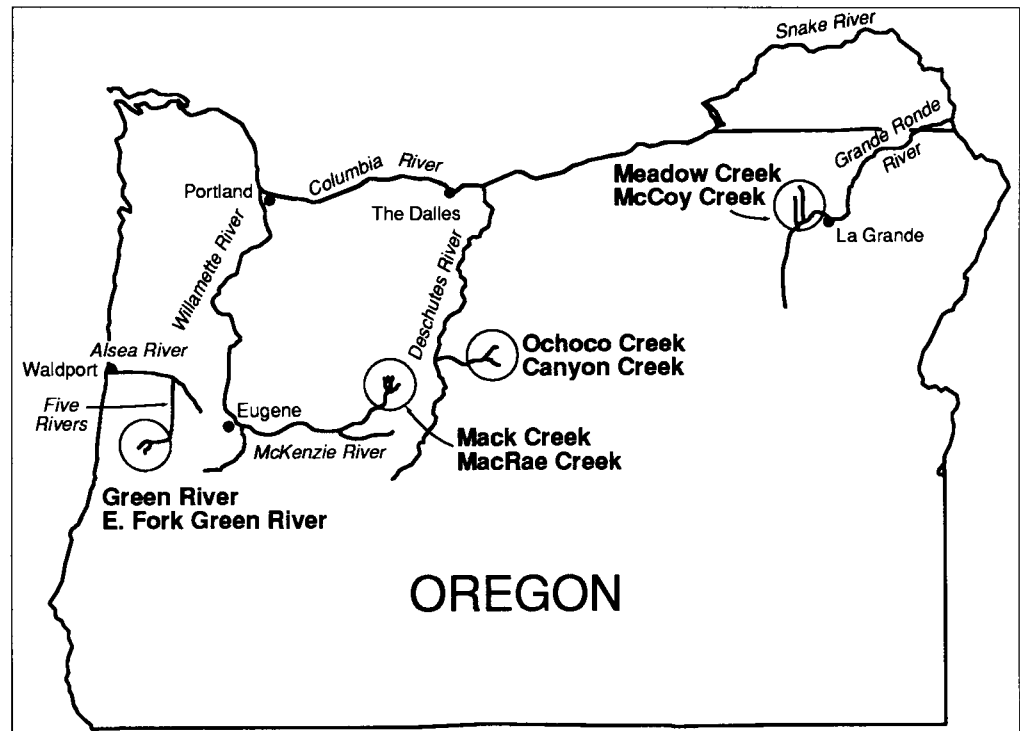 Snake River
Grande Ronde
River
Meadow Creek
McCoy Creek
Columbia River
Portland
The Dalles
La Grande
Willamette River
Deschutes River
Alsea River
Waldport
Ochoco Creek
Canyon Creek
Five
Rivers
Eugene
McKenzie River
Mack Creek
MacRae Creek
Green River
E. Fork Green River
OREGON